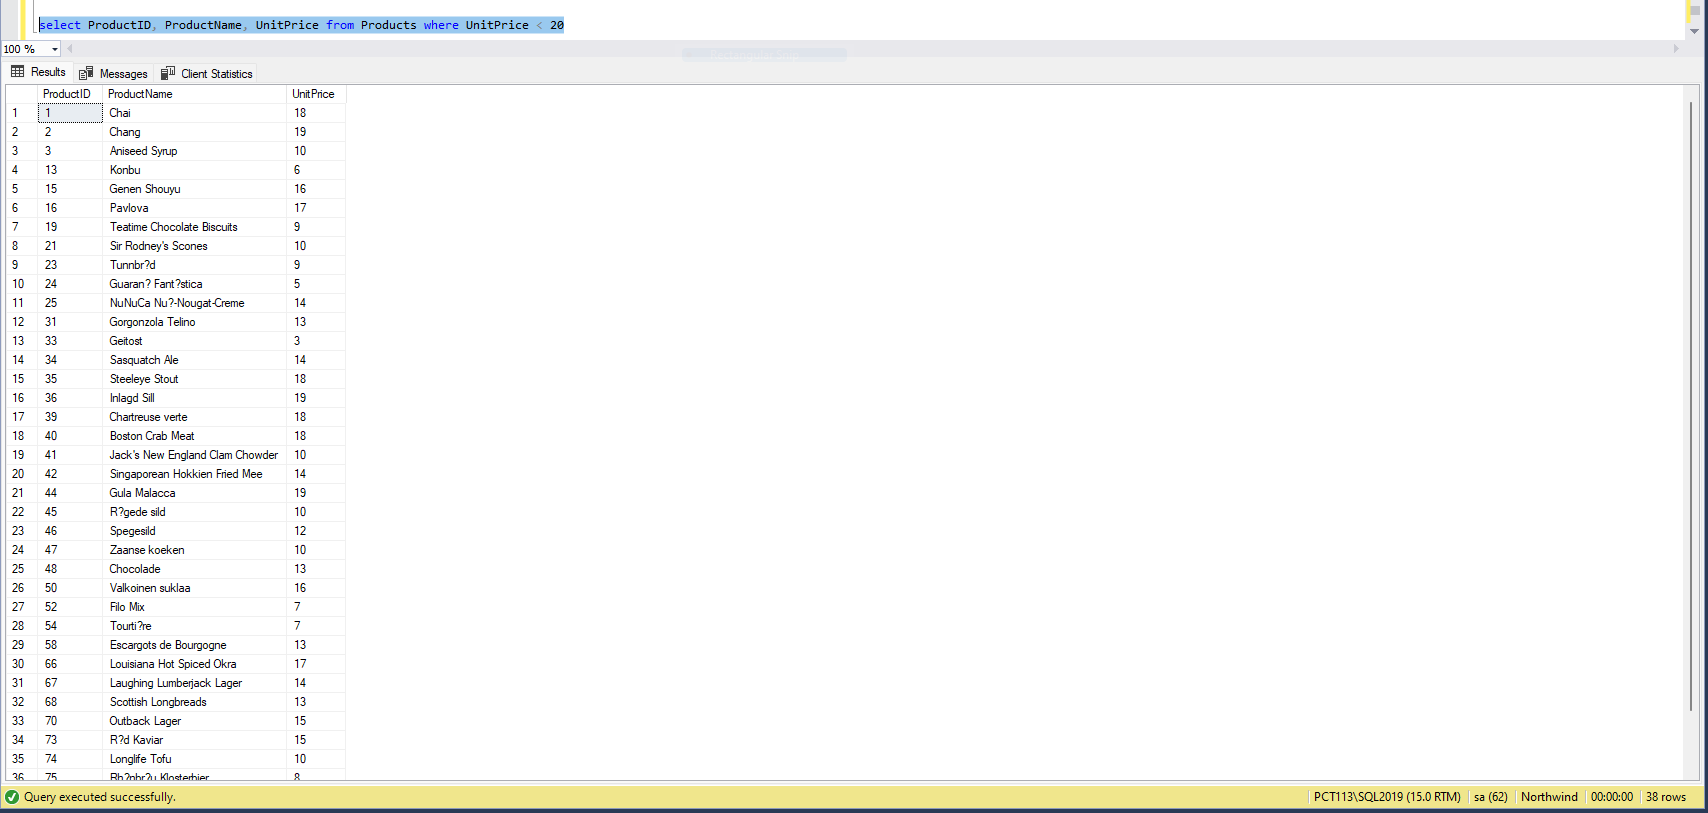 select ProductID, ProductName, UnitPrice from Products where UnitPrice < 20
100 %
Results Messages Client Statistics
ProductID ProductName UnitPrice
1 1 Chai 18
2 2 Chang 19
3 3 Aniseed Syrup 10
4 13 Konbu 6
5 15 Genen Shouyu 16
6 16 Pavlova 17
7 19 Teatime Chocolate Biscuits 9
8 21 Sir Rodney's Scones 10
9 23 Tunnbr?d 9
10 24 Guaran? Fant?stica 5
11 25 NuNuCa Nu?-Nougat-Creme 14
12 31 Gorgonzola Telino 13
13 33 Geitost 3
14 34 Sasquatch Ale 14
15 35 Steeleye Stout 18
16 36 Inlagd Sill 19
17 39 Chartreuse verte 18
18 40 Boston Crab Meat 18
19 41 Jack's New England Clam Chowder 10
20 42 Singaporean Hokkien Fried Mee 14
21 44 Gula Malacca 19
22 45 R?gede sild 10
23 46 Spegesild 12
24 47 Zaanse koeken 10
25 48 Chocolade 13
26 50 Valkoinen suklaa 16
27 52 Filo Mix 7
28 54 Tourti?re 7
29 58 Escargots de Bourgogne 13
30 66 Louisiana Hot Spiced Okra 17
31 67 Laughing Lumberjack Lager 14
32 68 Scottish Longbreads 13
33 70 Outback Lager 15
34 73 R?d Kaviar 15
35 74 Longlife Tofu 10
36 75 Rh?nbr?u Klosterbier 8
Query executed successfully. PCT113\SQL2019 (15.0 RTM) sa (62) Northwind 00:00:00 38 rows